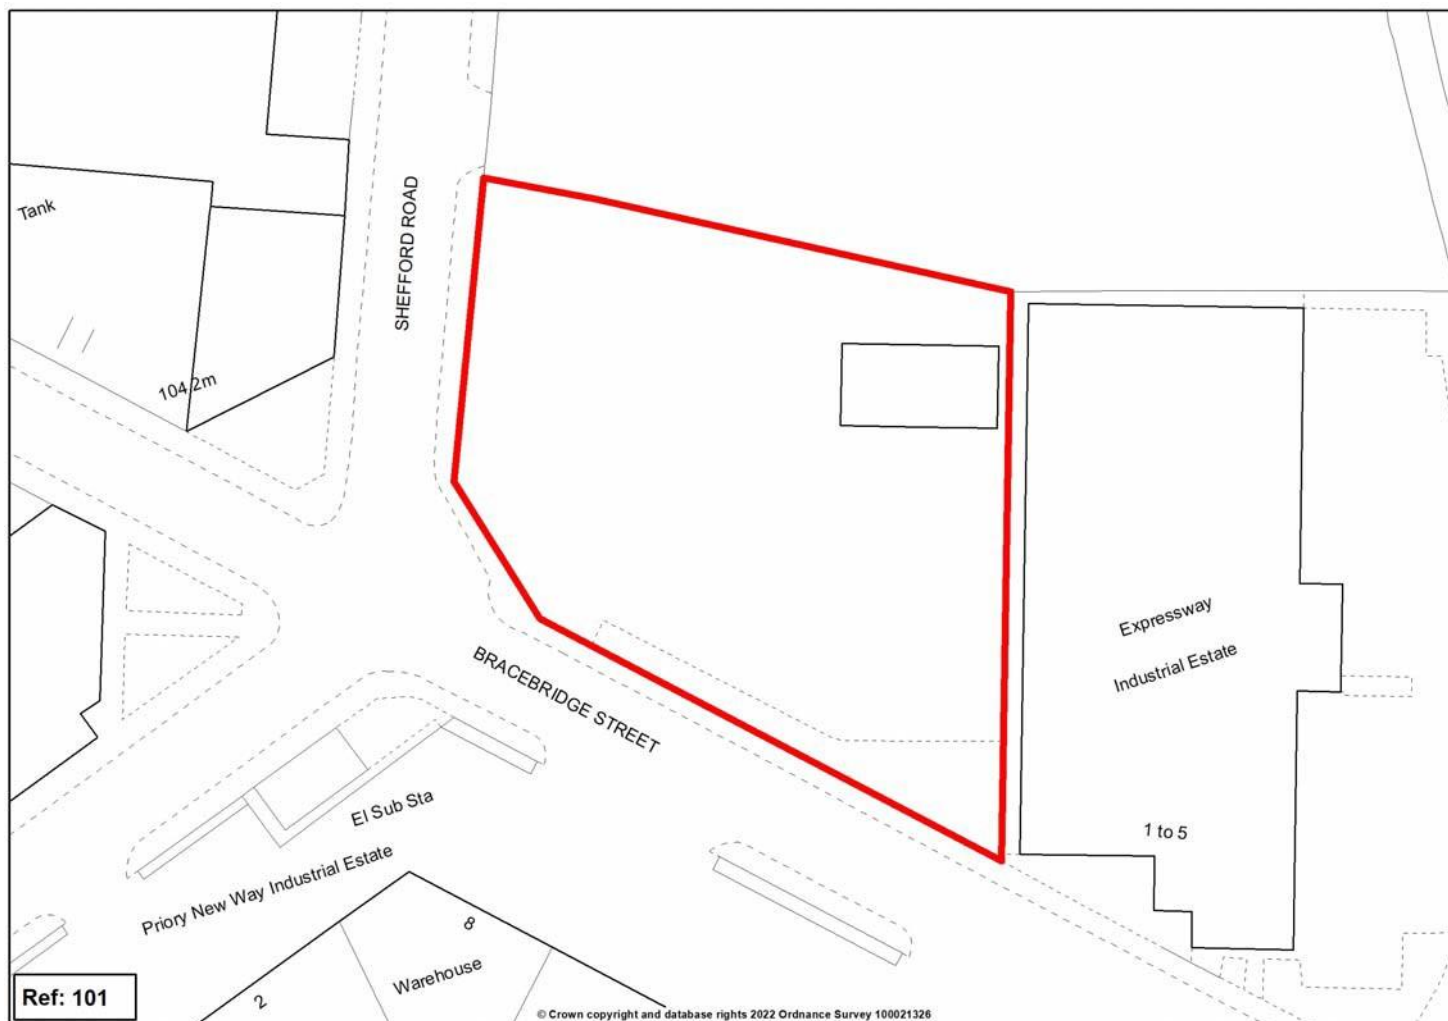 Tank
SHEFFORD ROAD
104.2m
Expressway
Industrial Estate
BRACEBRIDGE STREET
El Sub Sta
1 to 5
Priory New Way Industrial Estate
8
Warehouse
2
Ref: 101
© Crown copyright and database rights 2022 Ordnance Survey 100021326